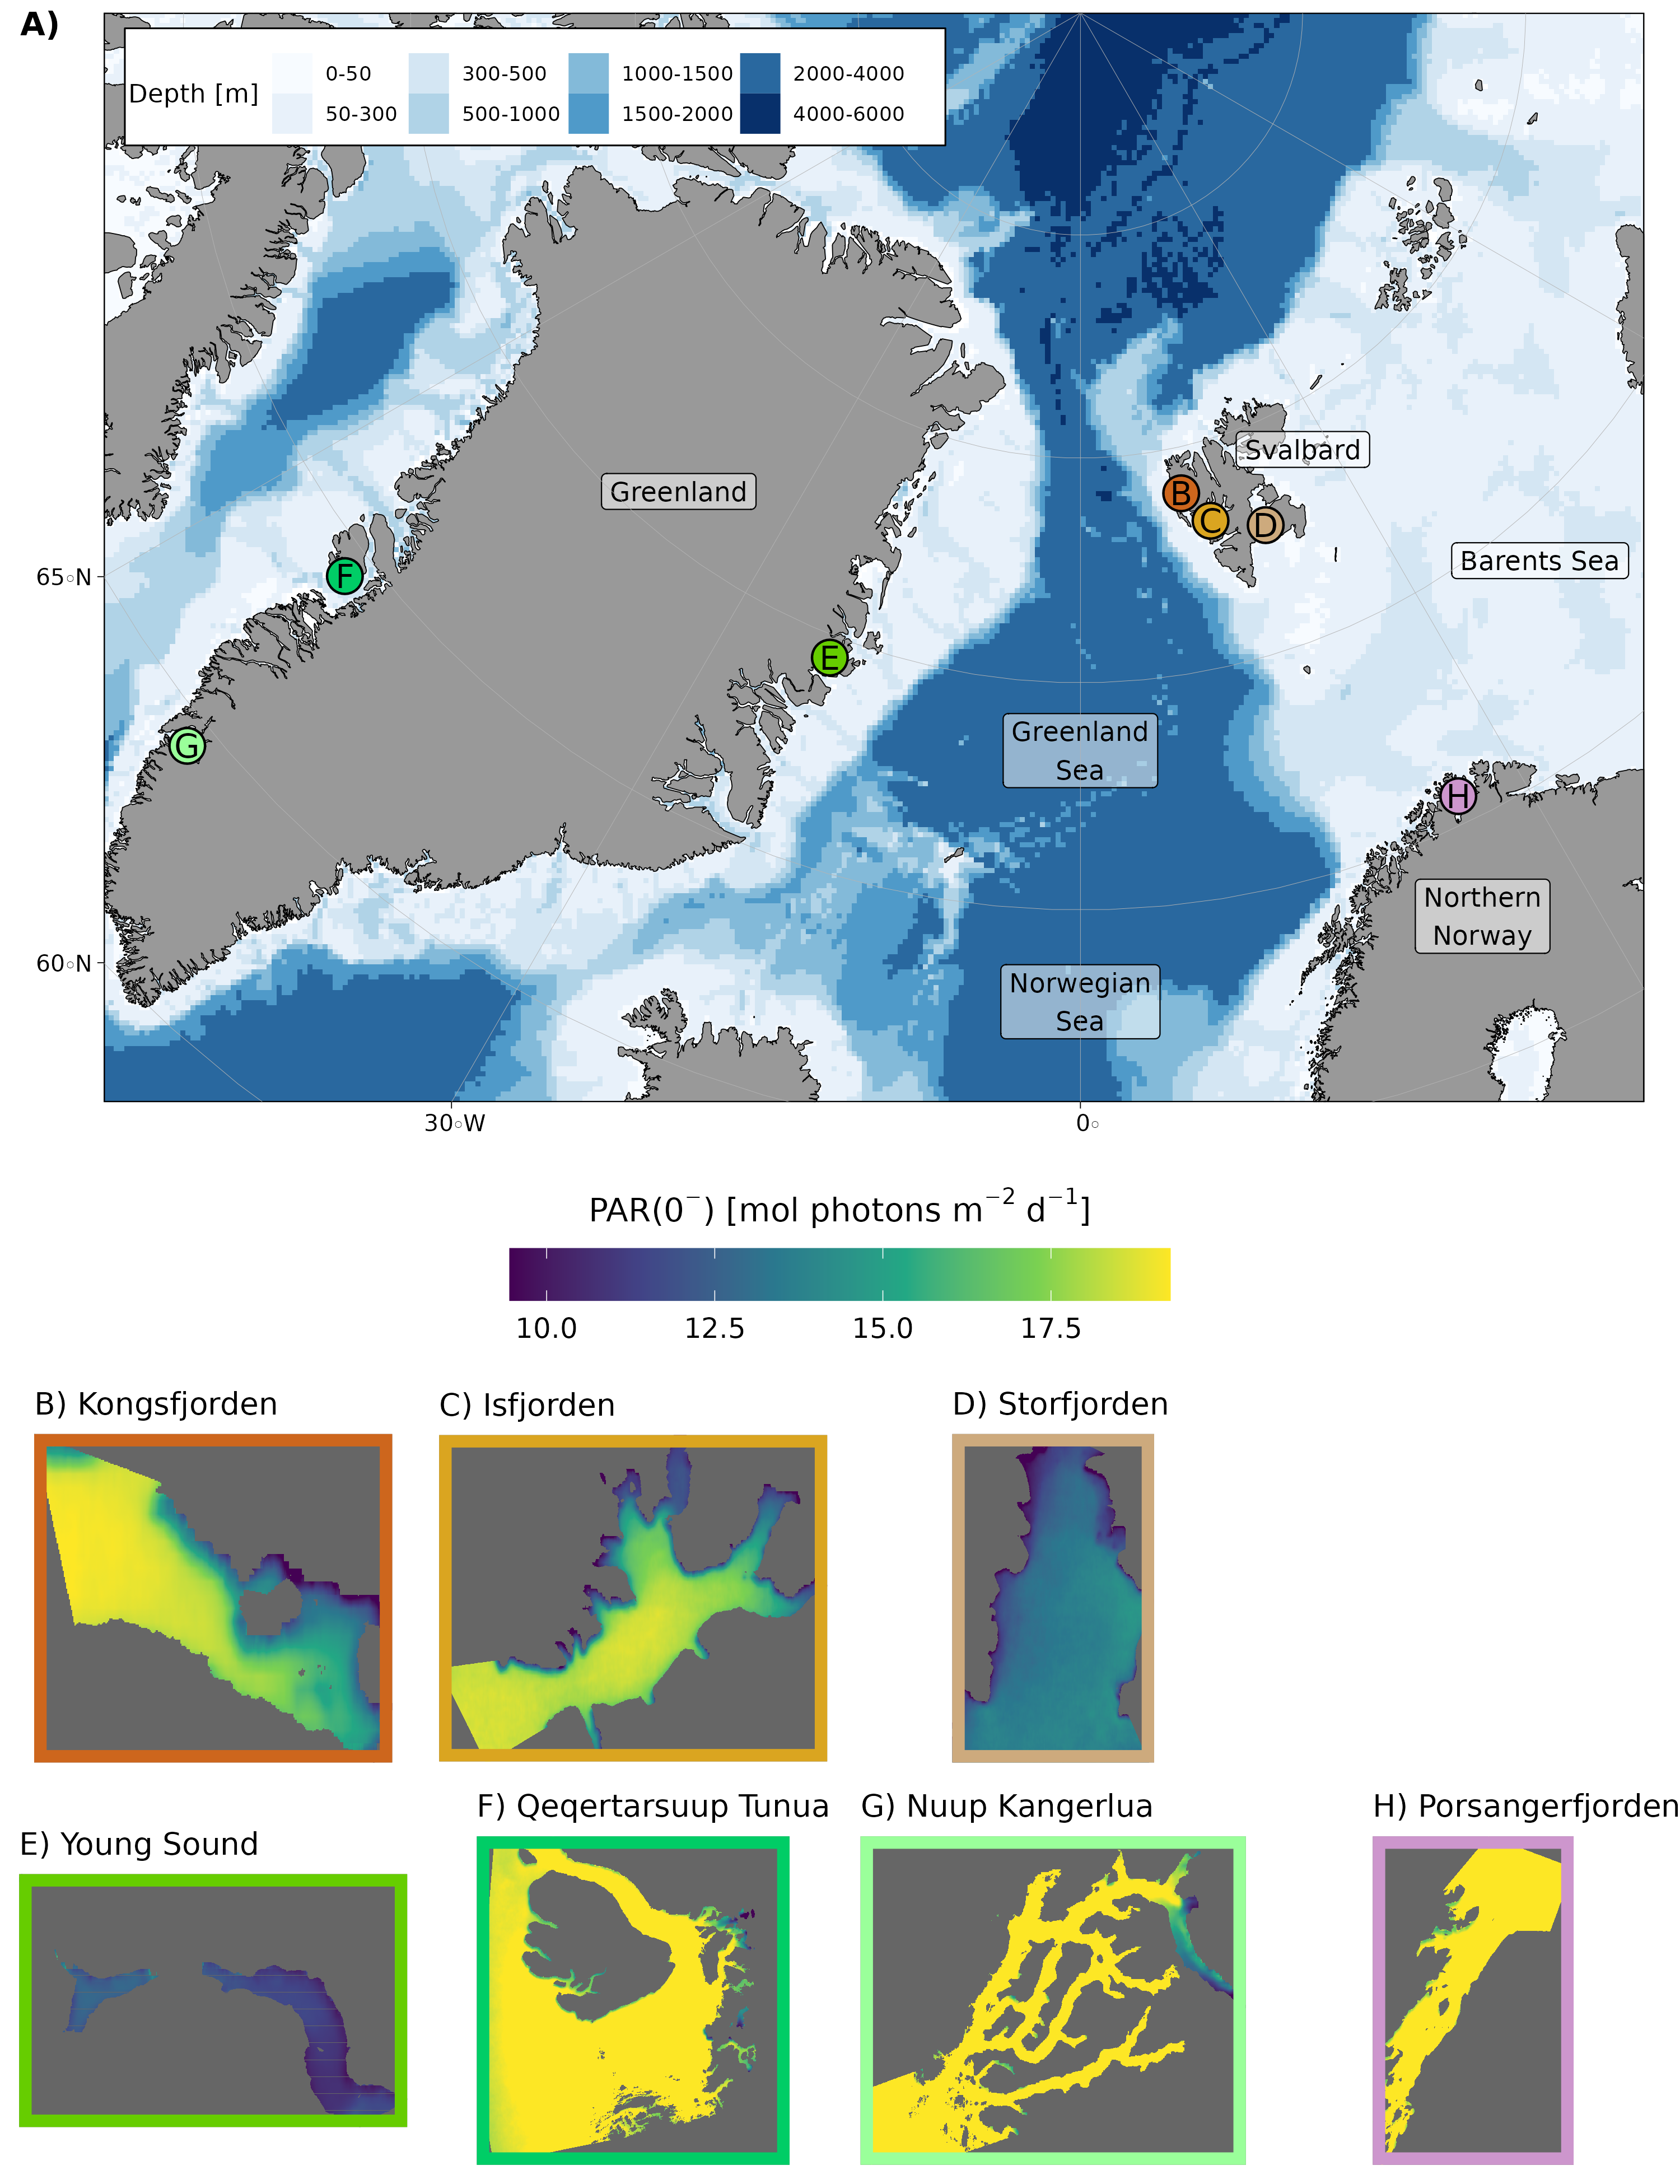 A)
Depth [m]
0-50
300-500
1000-1500
2000-4000
50-300
500-1000
1500-2000
4000-6000
Svalbard
Greenland
B
C
D
Barents Sea
65◦N
F
E
Greenland
Sea
G
H
Northern
Norway
60◦N
Norwegian
Sea
30◦W
0◦
PAR(0⁻) [mol photons m⁻² d⁻¹]
10.0 12.5 15.0 17.5
B) Kongsfjorden
C) Isfjorden
D) Storfjorden
E) Young Sound
F) Qeqertarsuup Tunua
G) Nuup Kangerlua
H) Porsangerfjorden